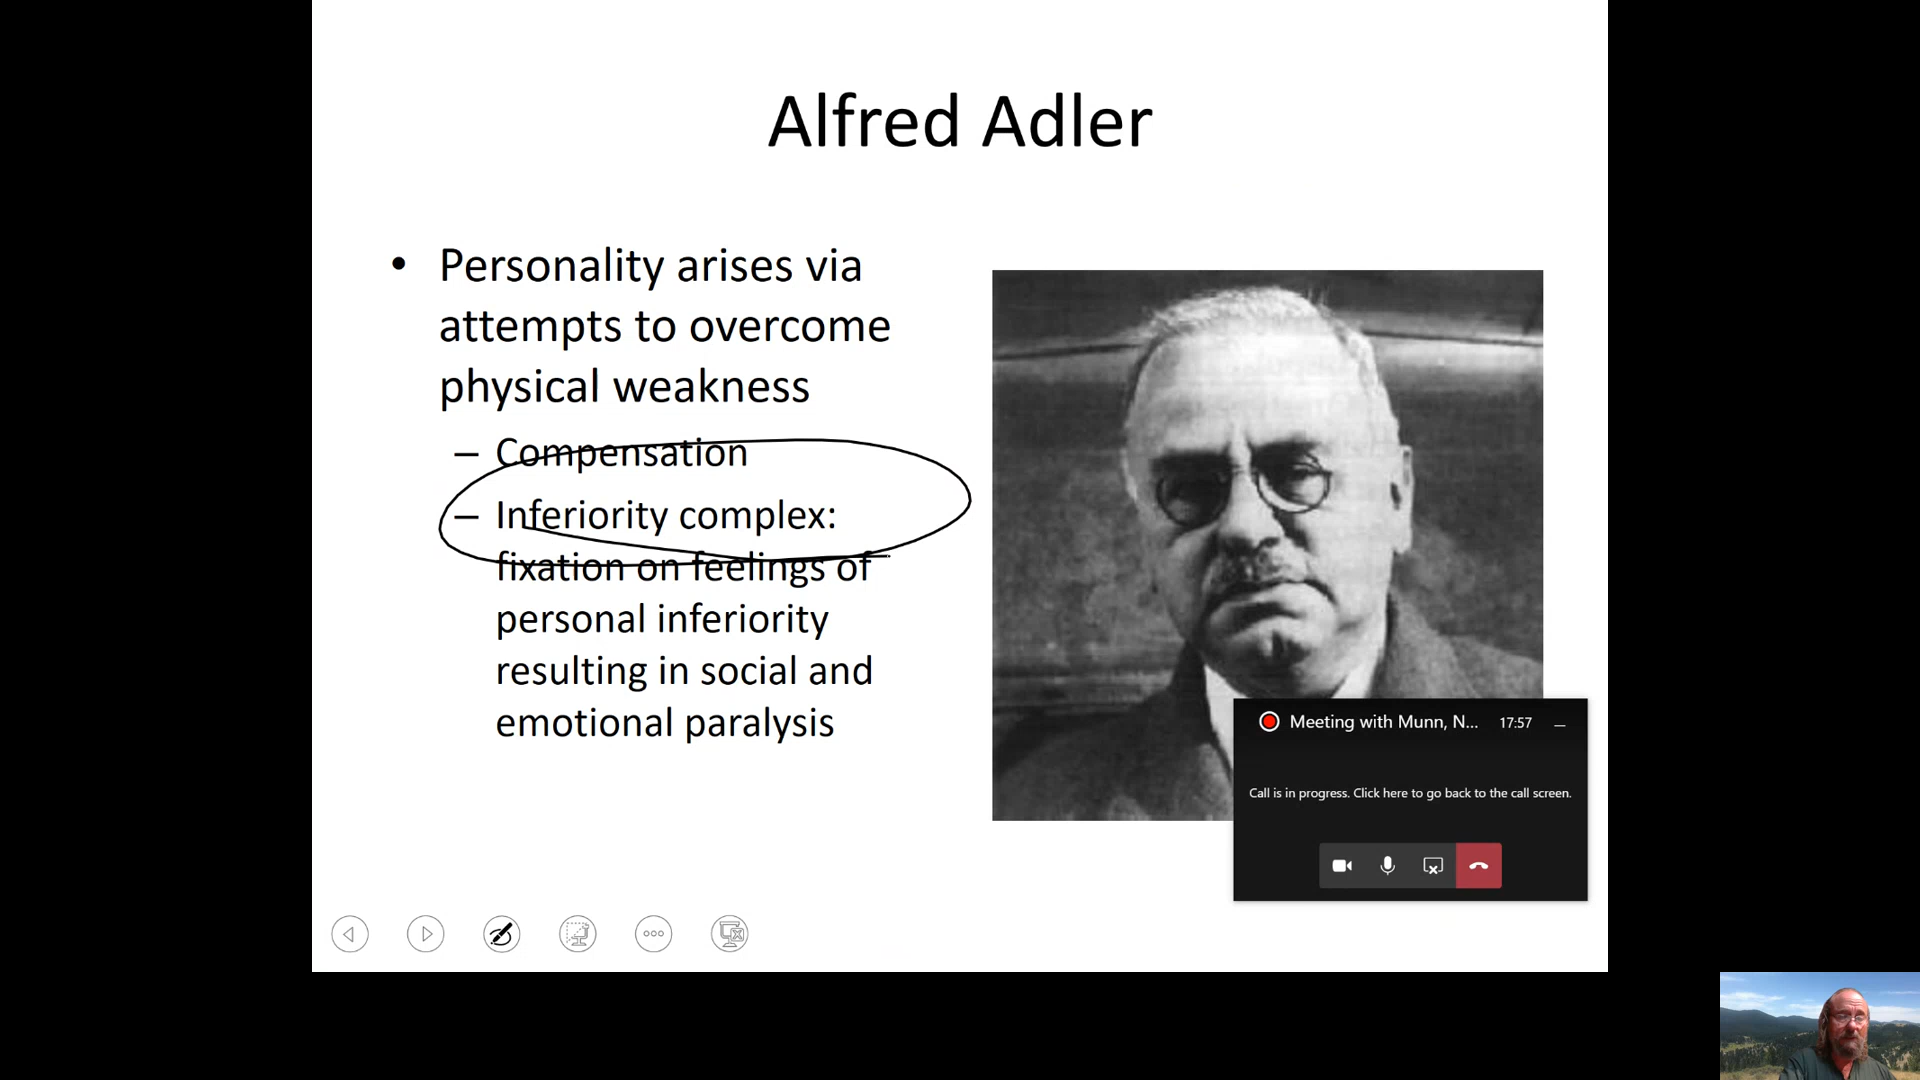 Alfred Adler
• Personality arises via
attempts to overcome
physical weakness
– Compensation
– Inferiority complex:
fixation on feelings of
personal inferiority
resulting in social and
emotional paralysis
Meeting with Munn, N... 17:57
Call is in progress. Click here to go back to the call screen.